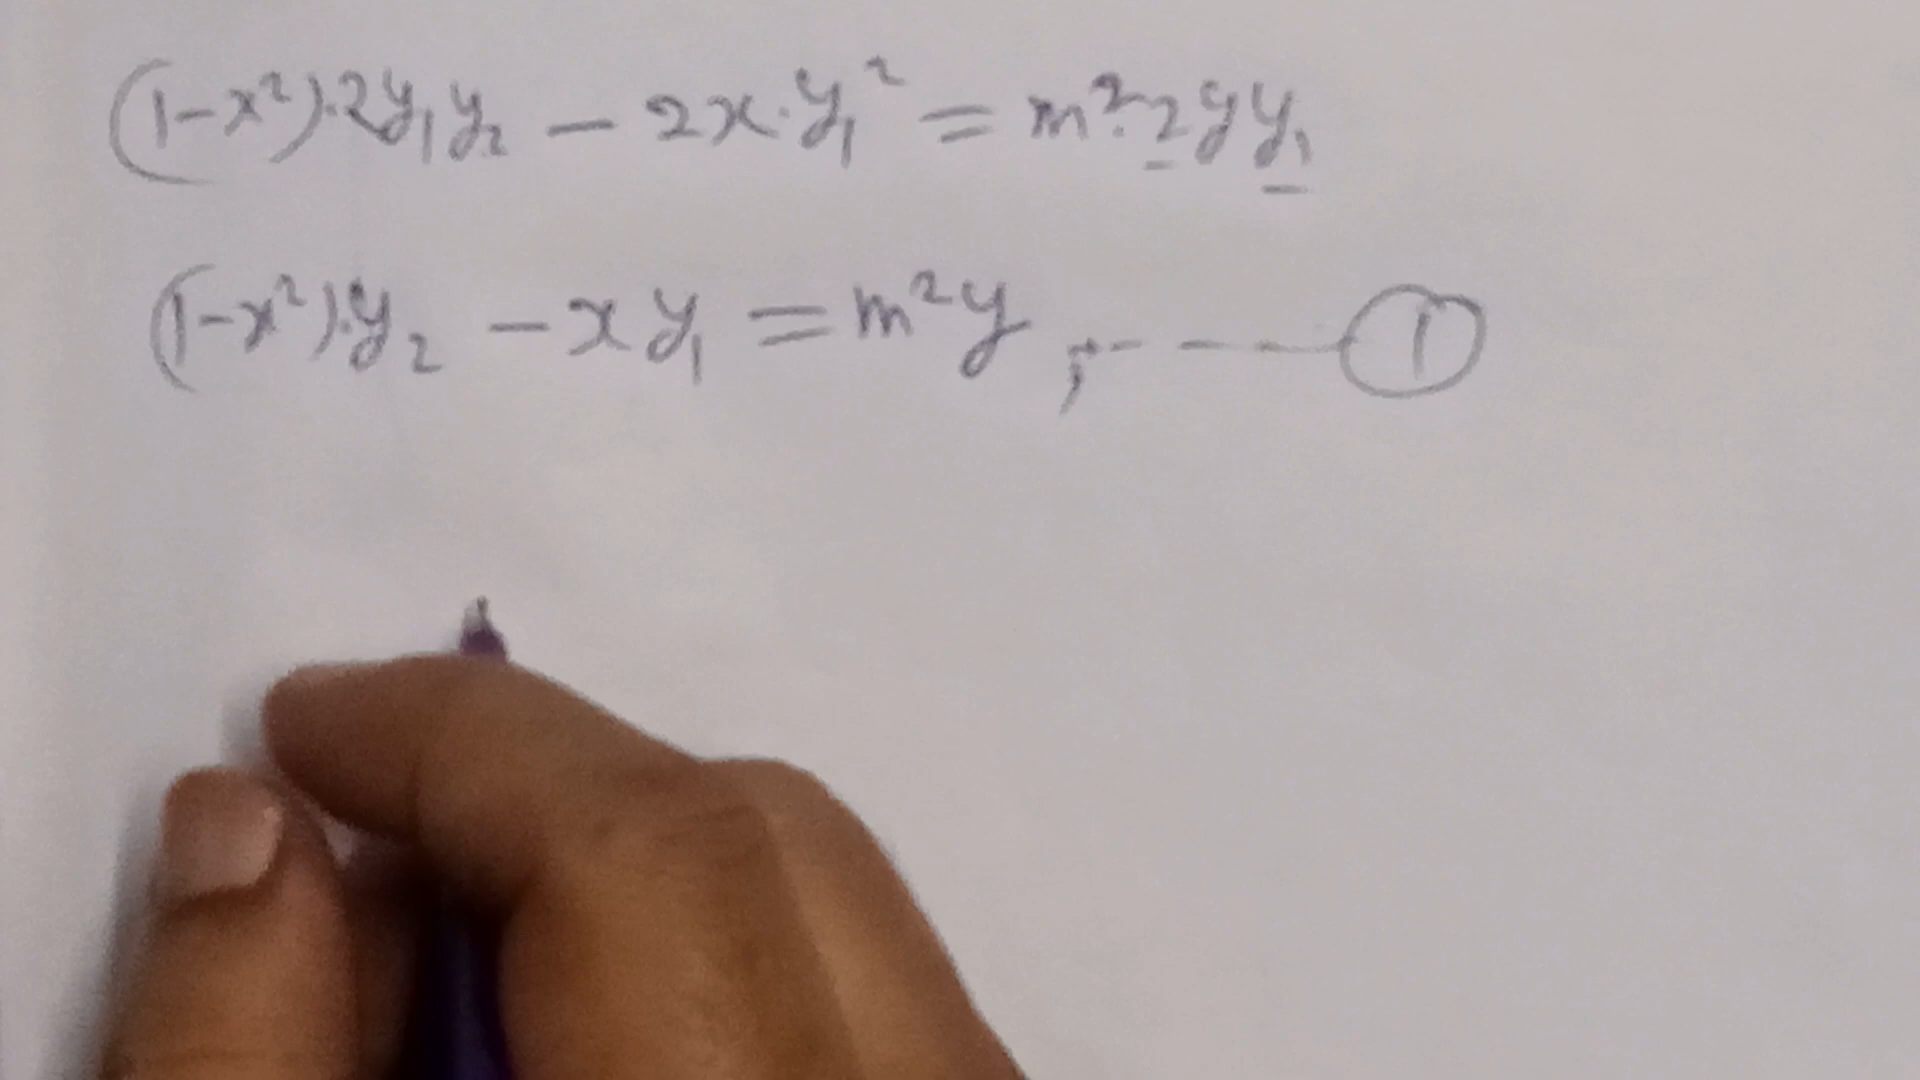 (1-x²).2y₁y₂ - 2x.y₁² = m².2yy₁
(1-x²).y₂ - xy₁ = m²y, ---- ①